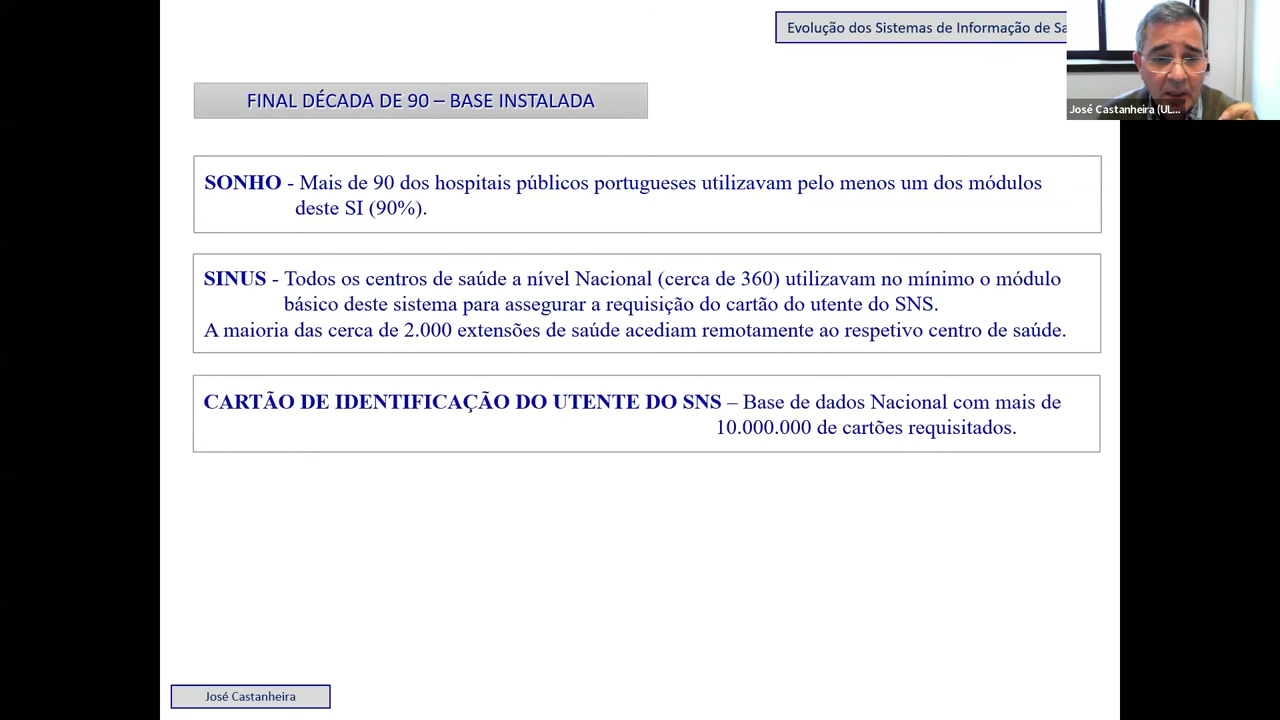 Evolução dos Sistemas de Informação de
José Castanheira (UL...
FINAL DÉCADA DE 90 – BASE INSTALADA
SONHO - Mais de 90 dos hospitais públicos portugueses utilizavam pelo menos um dos módulos
deste SI (90%).
SINUS - Todos os centros de saúde a nível Nacional (cerca de 360) utilizavam no mínimo o módulo
básico deste sistema para assegurar a requisição do cartão do utente do SNS.
A maioria das cerca de 2.000 extensões de saúde acediam remotamente ao respetivo centro de saúde.
CARTÃO DE IDENTIFICAÇÃO DO UTENTE DO SNS – Base de dados Nacional com mais de
10.000.000 de cartões requisitados.
José Castanheira